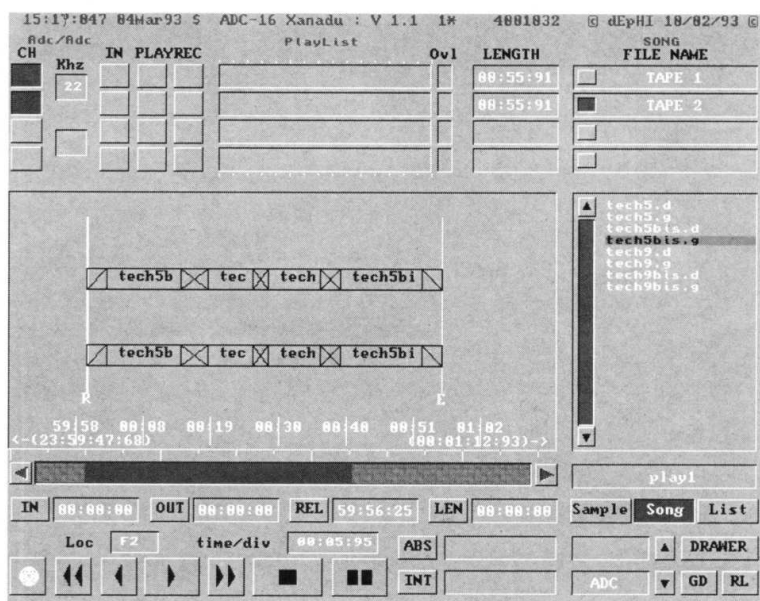 15:17:047 04Mar93 S ADC-16 Xanadu : V 1.1 1* 4001032 © dEpHI 10/02/93 ©
Adc/Adc PlayList SONG
CH Khz IN PLAY REC Ovl LENGTH FILE NAME
22 00:55:91 TAPE 1
00:55:91 TAPE 2
tech5.d
tech5.g
tech5bis.d
tech5bis.g
tech9.d
tech9.g
tech9bis.d
tech9bis.g
tech5b tec tech tech5bi
tech5b tec tech tech5bi
R E
59:58 00:08 00:19 00:30 00:40 00:51 01:02
<-(23:59:47:68) (00:01:12:93)->
play1
IN 00:00:00 OUT 00:00:00 REL 59:56:25 LEN 00:00:00 Sample Song List
Loc F2 time/div 00:05:95 ABS DRAWER
INT ADC GD RL